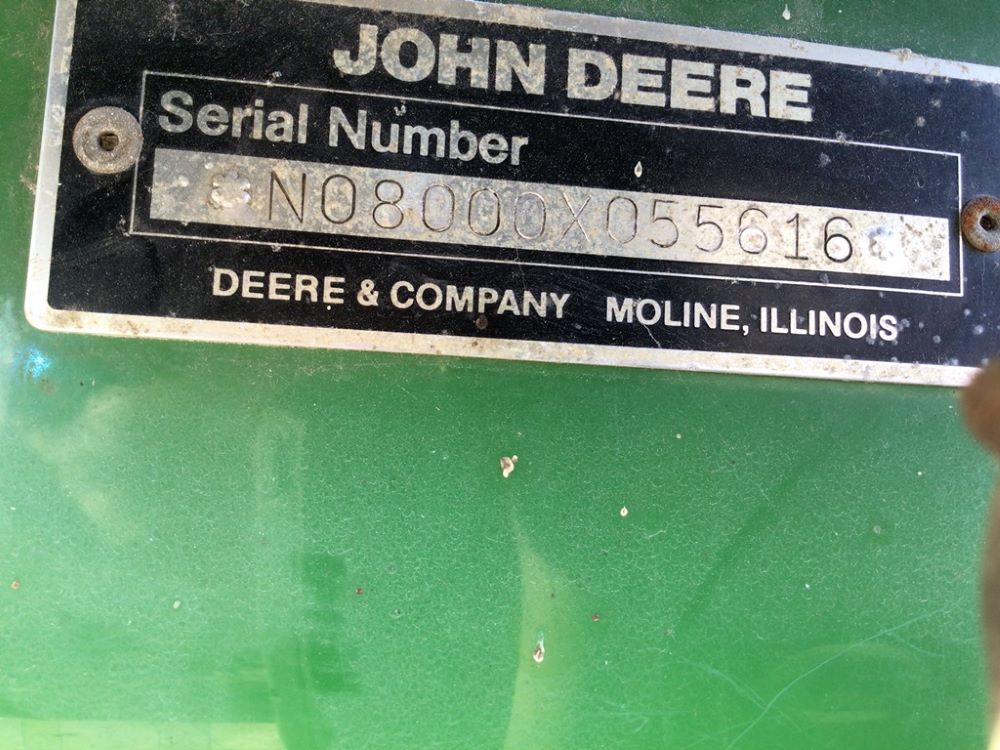 JOHN DEERE
Serial Number
*N08000X055616*
DEERE & COMPANY MOLINE, ILLINOIS